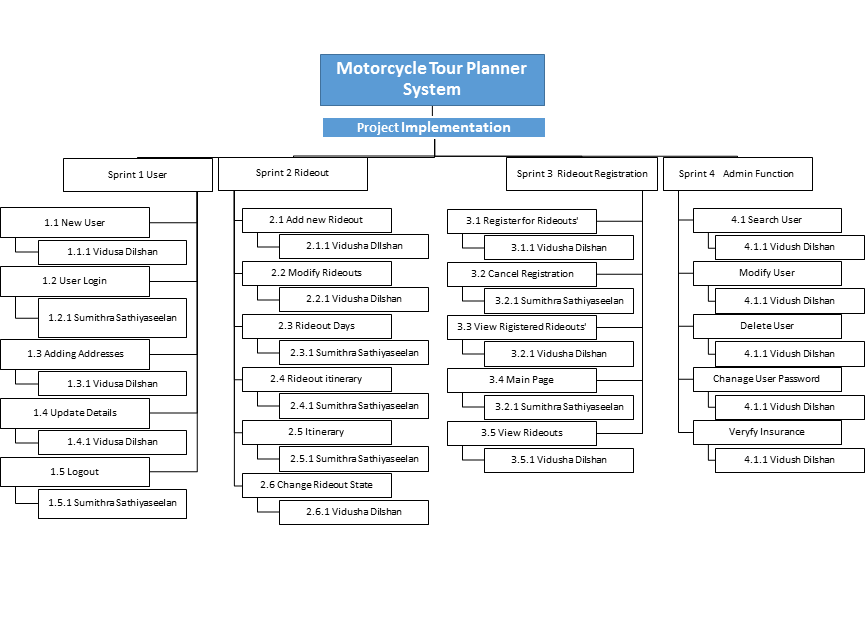 Motorcycle Tour Planner
System
Project Implementation
Sprint 1 User
1.1 New User
1.1.1 Vidusa Dilshan
1.2 User Login
1.2.1 Sumithra Sathiyaseelan
1.3 Adding Addresses
1.3.1 Vidusa Dilshan
1.4 Update Details
1.4.1 Vidusa Dilshan
1.5 Logout
1.5.1 Sumithra Sathiyaseelan
Sprint 2 Rideout
2.1 Add new Rideout
2.1.1 Vidusha DIlshan
2.2 Modify Rideouts
2.2.1 Vidusha Dilshan
2.3 Rideout Days
2.3.1 Sumithra Sathiyaseelan
2.4 Rideout itinerary
2.4.1 Sumithra Sathiyaseelan
2.5 Itinerary
2.5.1 Sumithra Sathiyaseelan
2.6 Change Rideout State
2.6.1 Vidusha Dilshan
Sprint 3 Rideout Registration
3.1 Register for Rideouts'
3.1.1 Vidusha Dilshan
3.2 Cancel Registration
3.2.1 Sumithra Sathiyaseelan
3.3 View Rigistered Rideouts'
3.2.1 Vidusha Dilshan
3.4 Main Page
3.2.1 Sumithra Sathiyaseelan
3.5 View Rideouts
3.5.1 Vidusha Dilshan
Sprint 4 Admin Function
4.1 Search User
4.1.1 Vidush Dilshan
Modify User
4.1.1 Vidush Dilshan
Delete User
4.1.1 Vidush Dilshan
Chanage User Password
4.1.1 Vidush Dilshan
Veryfy Insurance
4.1.1 Vidush Dilshan